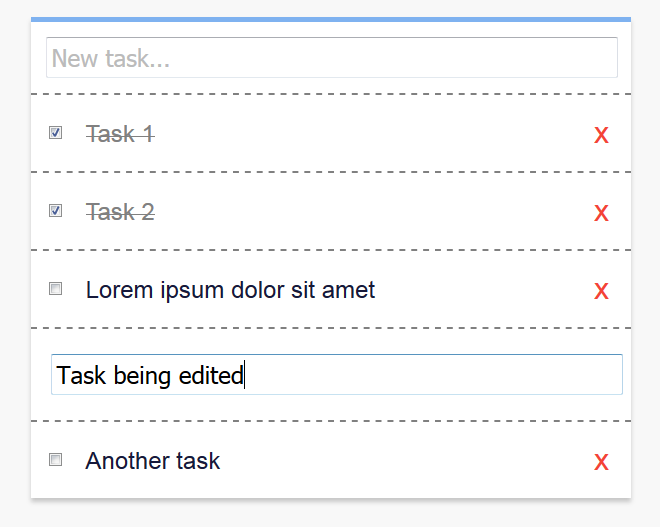 New task...
Task 1 X
Task 2 X
Lorem ipsum dolor sit amet X
Task being edited
Another task X